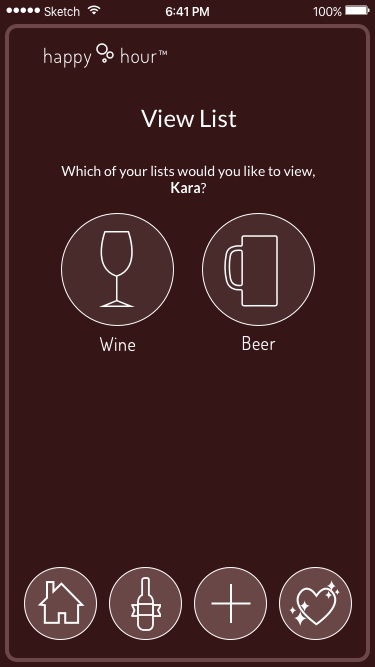 Sketch 6:41 PM 100%
happy hour™
View List
Which of your lists would you like to view,
Kara?
Wine Beer